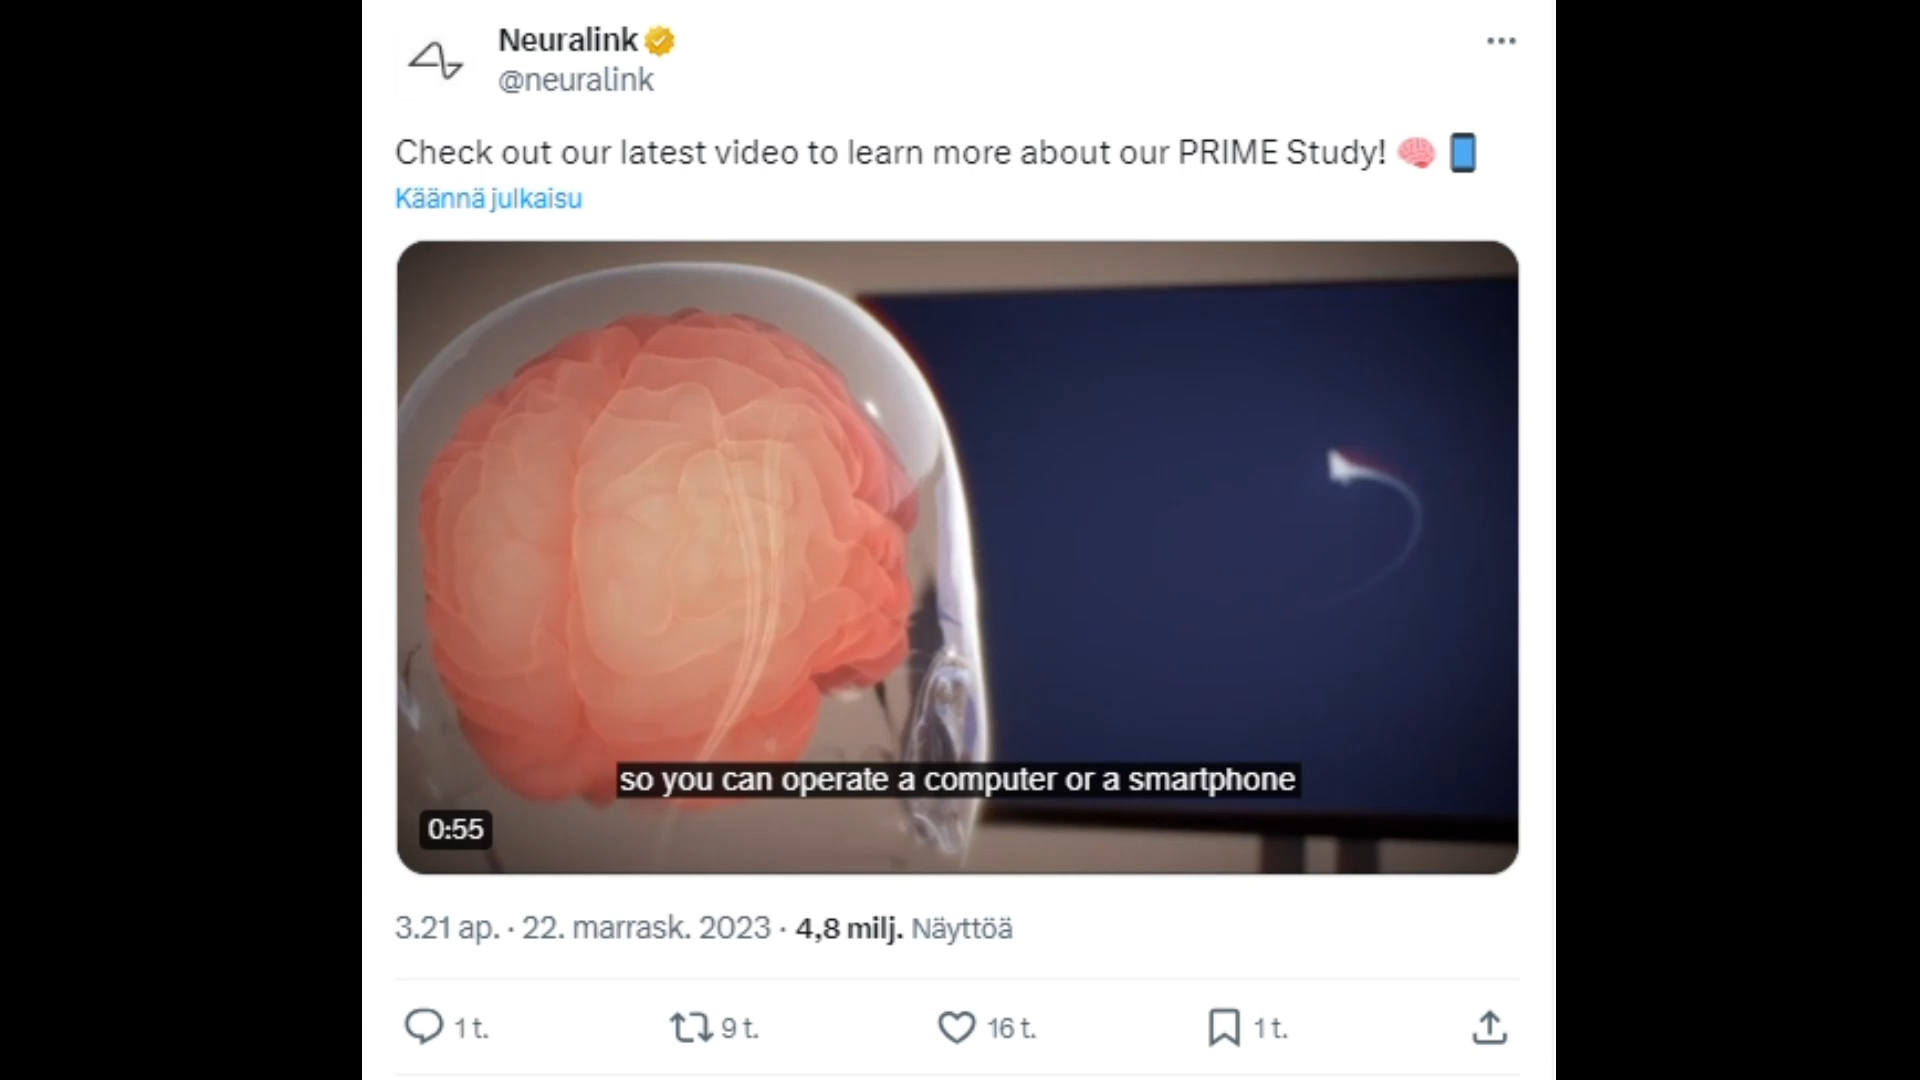 Neuralink
@neuralink
Check out our latest video to learn more about our PRIME Study!
Käännä julkaisu
so you can operate a computer or a smartphone
0:55
3.21 ap. · 22. marrask. 2023 · 4,8 milj. Näyttöä
1 t. 9 t. 16 t. 1 t.